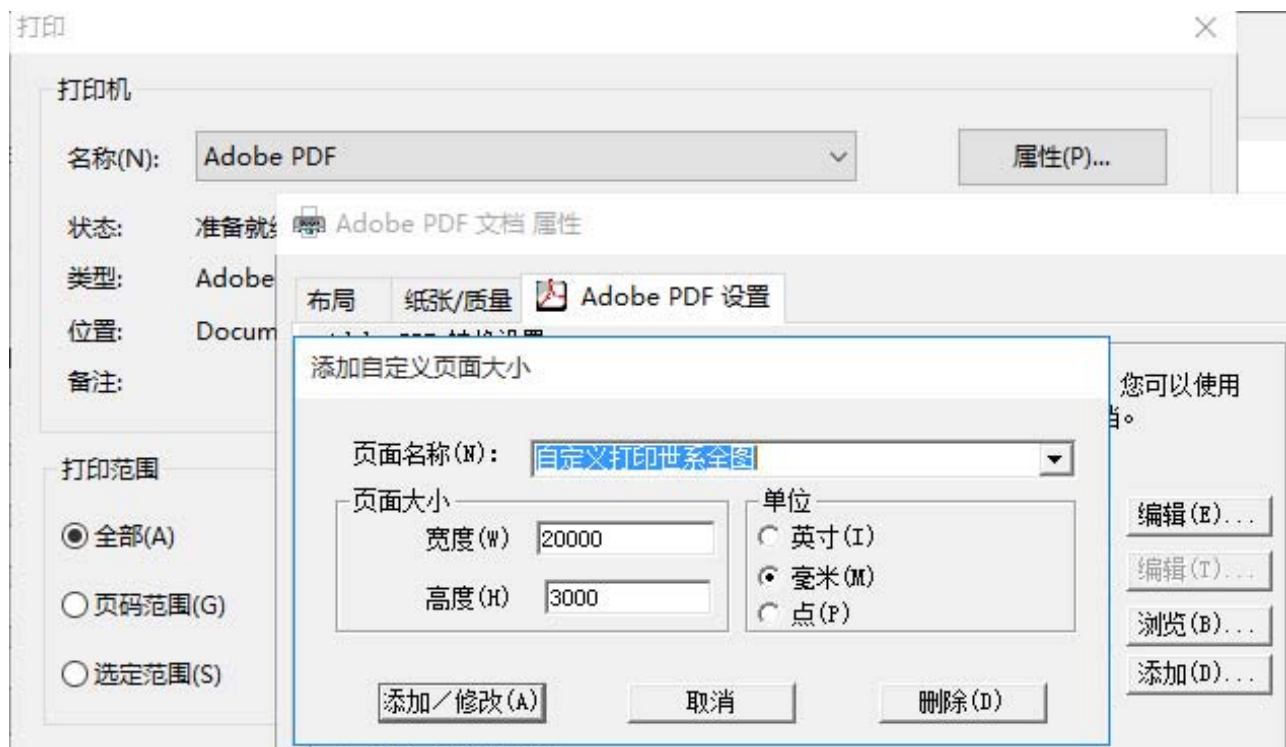 打印
打印机
名称(N): Adobe PDF 属性(P)...
状态: 准备就 Adobe PDF 文档 属性
类型: Adobe
布局 纸张/质量 Adobe PDF 设置
位置: Docum
添加自定义页面大小
备注:
您可以使用
页面名称(N): 自定义打印世系全图
打印范围
页面大小 单位
编辑(E)...
全部(A) 宽度(W) 20000 英寸(I)
毫米(M) 编辑(T)...
页码范围(G) 高度(H) 3000
点(P) 浏览(B)...
选定范围(S) 添加(D)...
添加/修改(A) 取消 删除(D)